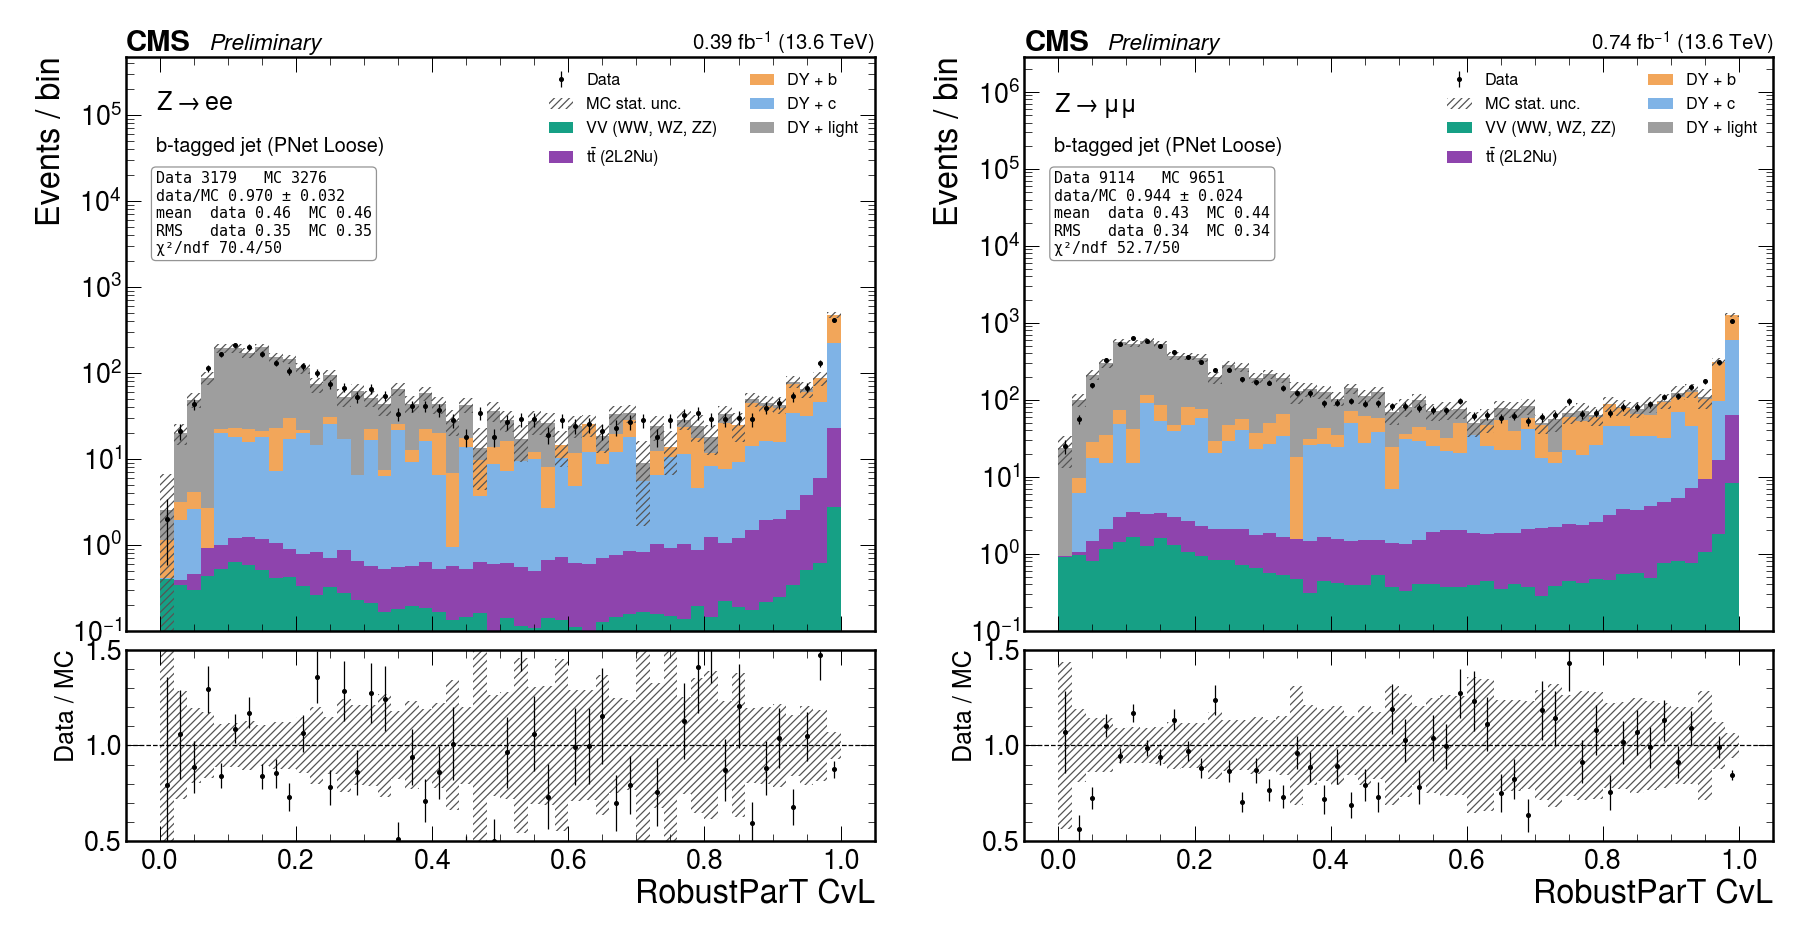 CMS Preliminary 0.39 fb⁻¹ (13.6 TeV)
Events / bin
Z → ee
b-tagged jet (PNet Loose)
Data 3179 MC 3276
data/MC 0.970 ± 0.032
mean data 0.46 MC 0.46
RMS data 0.35 MC 0.35
χ²/ndf 70.4/50
Data
MC stat. unc.
VV (WW, WZ, ZZ)
tt̄ (2L2Nu)
DY + b
DY + c
DY + light
10⁵
10⁴
10³
10²
10¹
10⁰
10⁻¹
Data / MC
1.5
1.0
0.5
0.0 0.2 0.4 0.6 0.8 1.0
RobustParT CvL
CMS Preliminary 0.74 fb⁻¹ (13.6 TeV)
Events / bin
Z → μμ
b-tagged jet (PNet Loose)
Data 9114 MC 9651
data/MC 0.944 ± 0.024
mean data 0.43 MC 0.44
RMS data 0.34 MC 0.34
χ²/ndf 52.7/50
Data
MC stat. unc.
VV (WW, WZ, ZZ)
tt̄ (2L2Nu)
DY + b
DY + c
DY + light
10⁶
10⁵
10⁴
10³
10²
10¹
10⁰
10⁻¹
Data / MC
1.5
1.0
0.5
0.0 0.2 0.4 0.6 0.8 1.0
RobustParT CvL